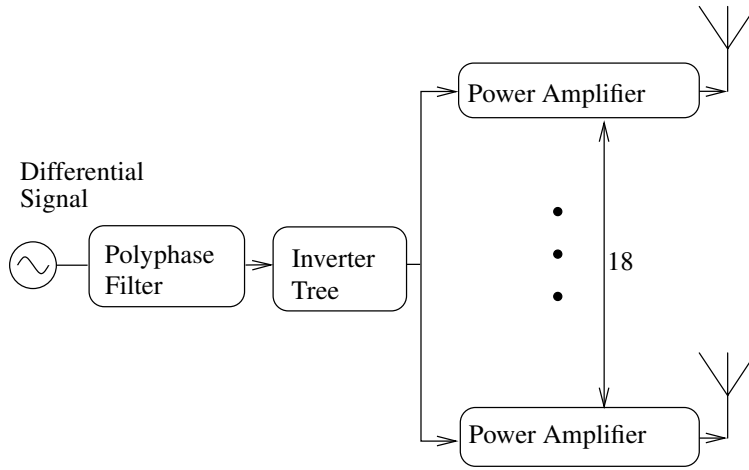 Power Amplifier
Differential
Signal
Polyphase
Filter
Inverter
Tree
18
Power Amplifier